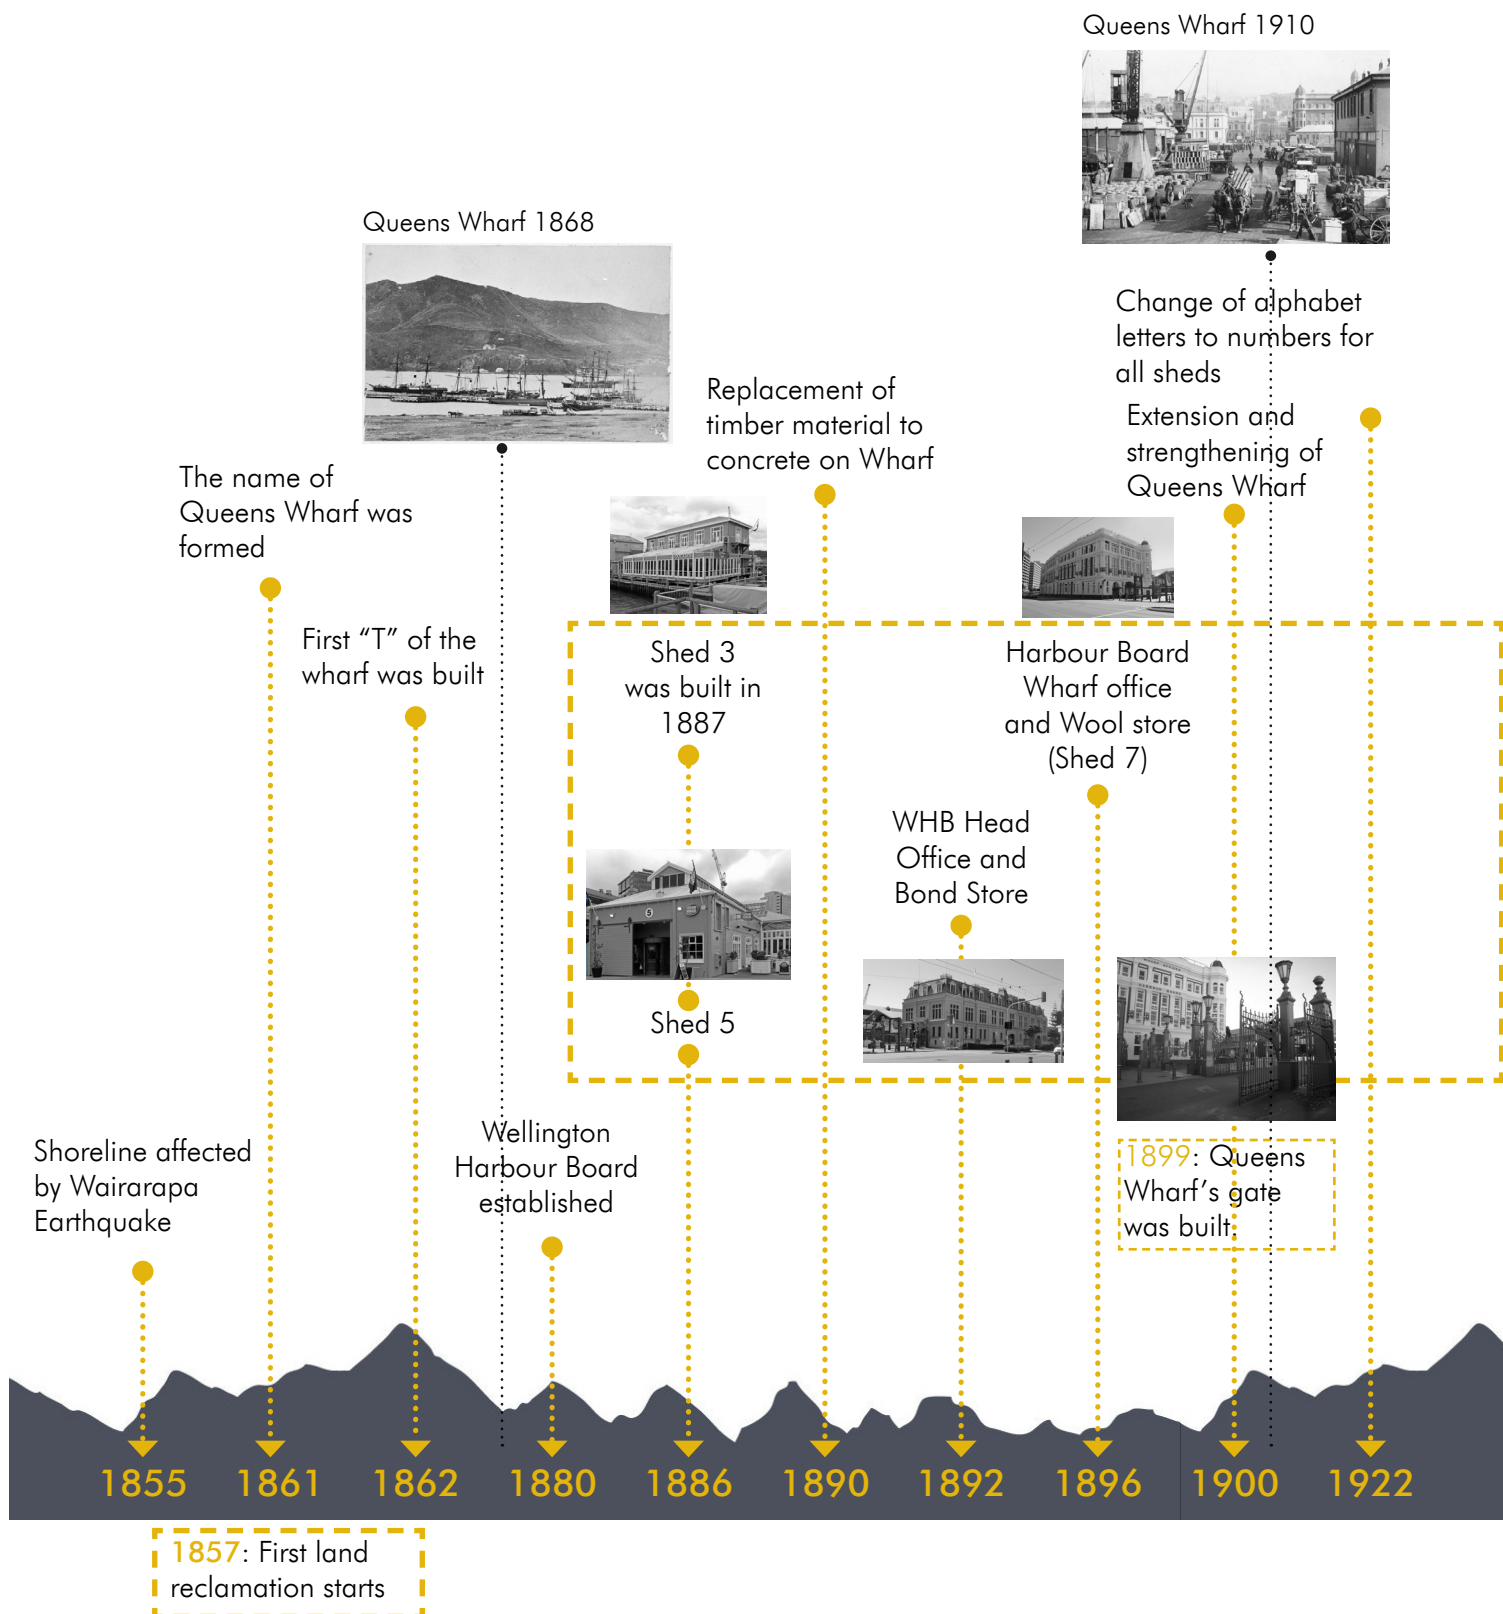 Queens Wharf 1910
Queens Wharf 1868
Change of alphabet
letters to numbers for
all sheds
Replacement of
timber material to
concrete on Wharf
Extension and
strengthening of
Queens Wharf
The name of
Queens Wharf was
formed
First “T” of the
wharf was built
Shed 3
was built in
1887
Harbour Board
Wharf office
and Wool store
(Shed 7)
WHB Head
Office and
Bond Store
5
Shed 5
Wellington
Harbour Board
established
Shoreline affected
by Wairarapa
Earthquake
1899: Queens
Wharf’s gate
was built.
1855 1861 1862 1880 1886 1890 1892 1896 1900 1922
1857: First land
reclamation starts